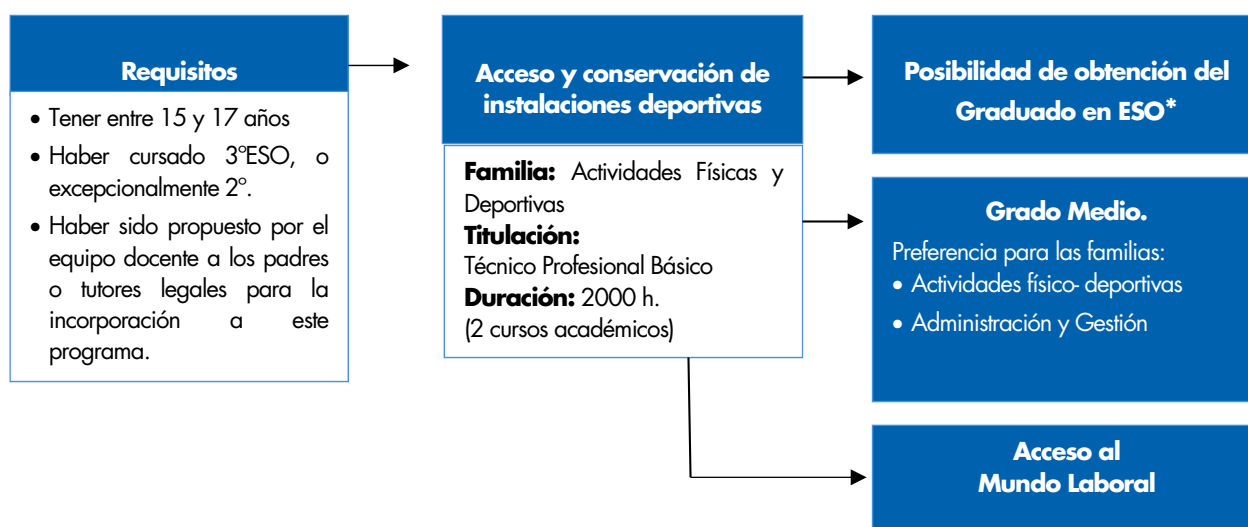 Requisitos
• Tener entre 15 y 17 años
• Haber cursado 3ºESO, o
excepcionalmente 2º.
• Haber sido propuesto por el
equipo docente a los padres
o tutores legales para la
incorporación a este
programa.
Acceso y conservación de
instalaciones deportivas
Familia: Actividades Físicas y
Deportivas
Titulación:
Técnico Profesional Básico
Duración: 2000 h.
(2 cursos académicos)
Posibilidad de obtención del
Graduado en ESO*
Grado Medio.
Preferencia para las familias:
• Actividades físico- deportivas
• Administración y Gestión
Acceso al
Mundo Laboral